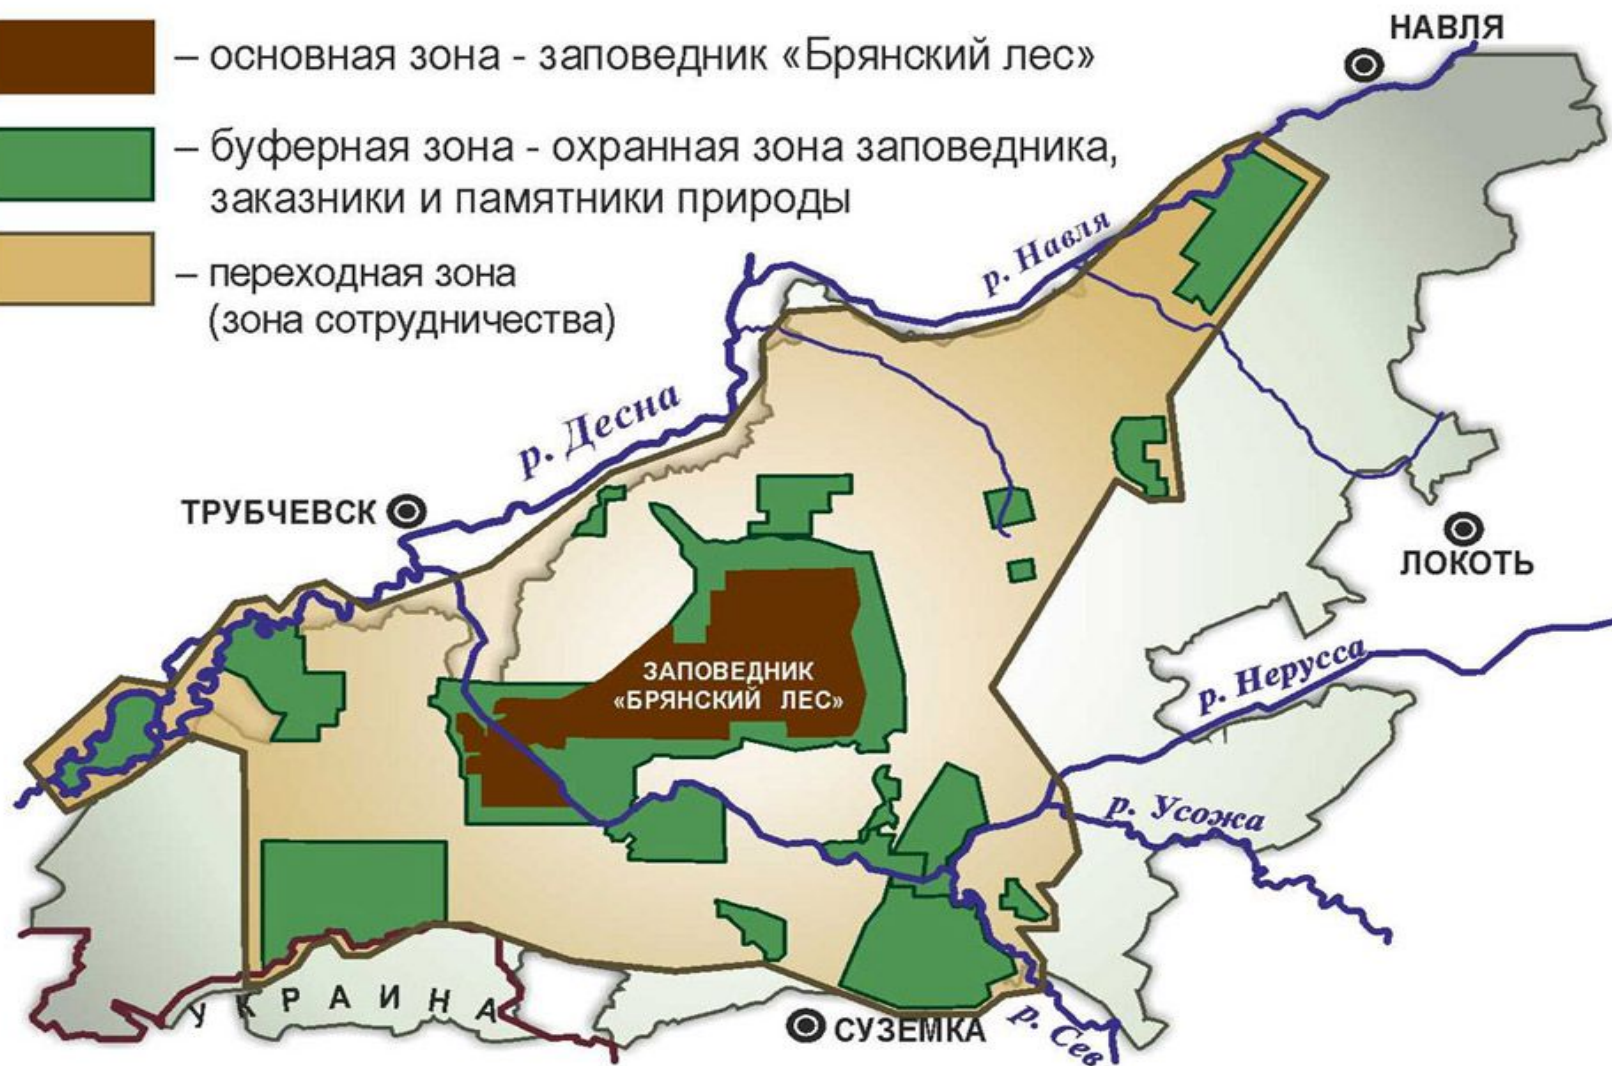 – основная зона - заповедник «Брянский лес»
– буферная зона - охранная зона заповедника,
заказники и памятники природы
– переходная зона
(зона сотрудничества)
НАВЛЯ
р. Навля
р. Десна
ТРУБЧЕВСК
ЛОКОТЬ
ЗАПОВЕДНИК
«БРЯНСКИЙ ЛЕС»
р. Нерусса
р. Усожа
УКРАИНА
СУЗЕМКА
р. Сев